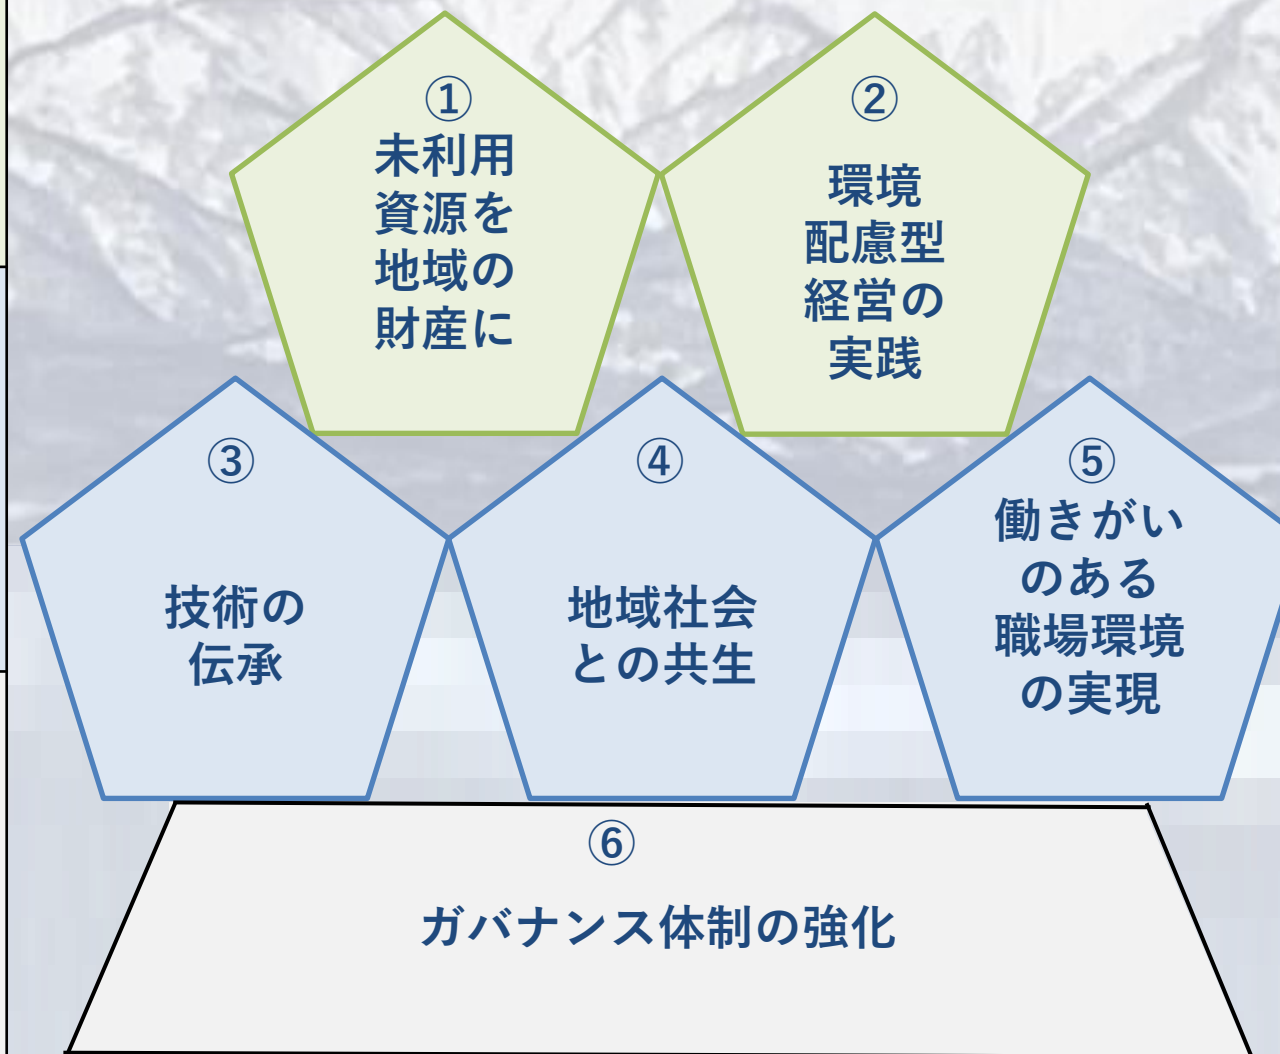 ①
未利用
資源を
地域の
財産に
②
環境
配慮型
経営の
実践
③
技術の
伝承
④
地域社会
との共生
⑤
働きがい
のある
職場環境
の実現
⑥
ガバナンス体制の強化